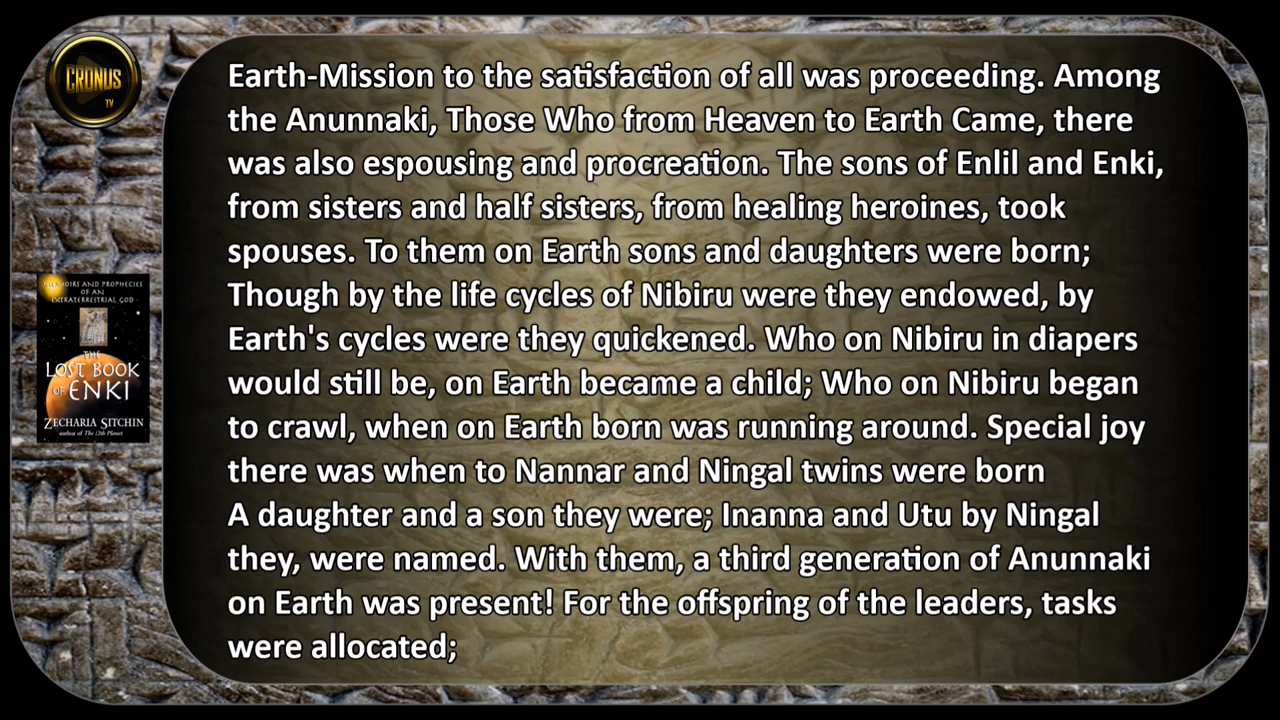 CRONUS
TV
Earth-Mission to the satisfaction of all was proceeding. Among
the Anunnaki, Those Who from Heaven to Earth Came, there
was also espousing and procreation. The sons of Enlil and Enki,
from sisters and half sisters, from healing heroines, took
spouses. To them on Earth sons and daughters were born;
Though by the life cycles of Nibiru were they endowed, by
Earth's cycles were they quickened. Who on Nibiru in diapers
would still be, on Earth became a child; Who on Nibiru began
to crawl, when on Earth born was running around. Special joy
there was when to Nannar and Ningal twins were born
A daughter and a son they were; Inanna and Utu by Ningal
they, were named. With them, a third generation of Anunnaki
on Earth was present! For the offspring of the leaders, tasks
were allocated;
MEMOIRS AND PROPHECIES
OF AN
EXTRATERRESTRIAL GOD
THE
LOST BOOK
OF ENKI
ZECHARIA SITCHIN
author of The 12th Planet